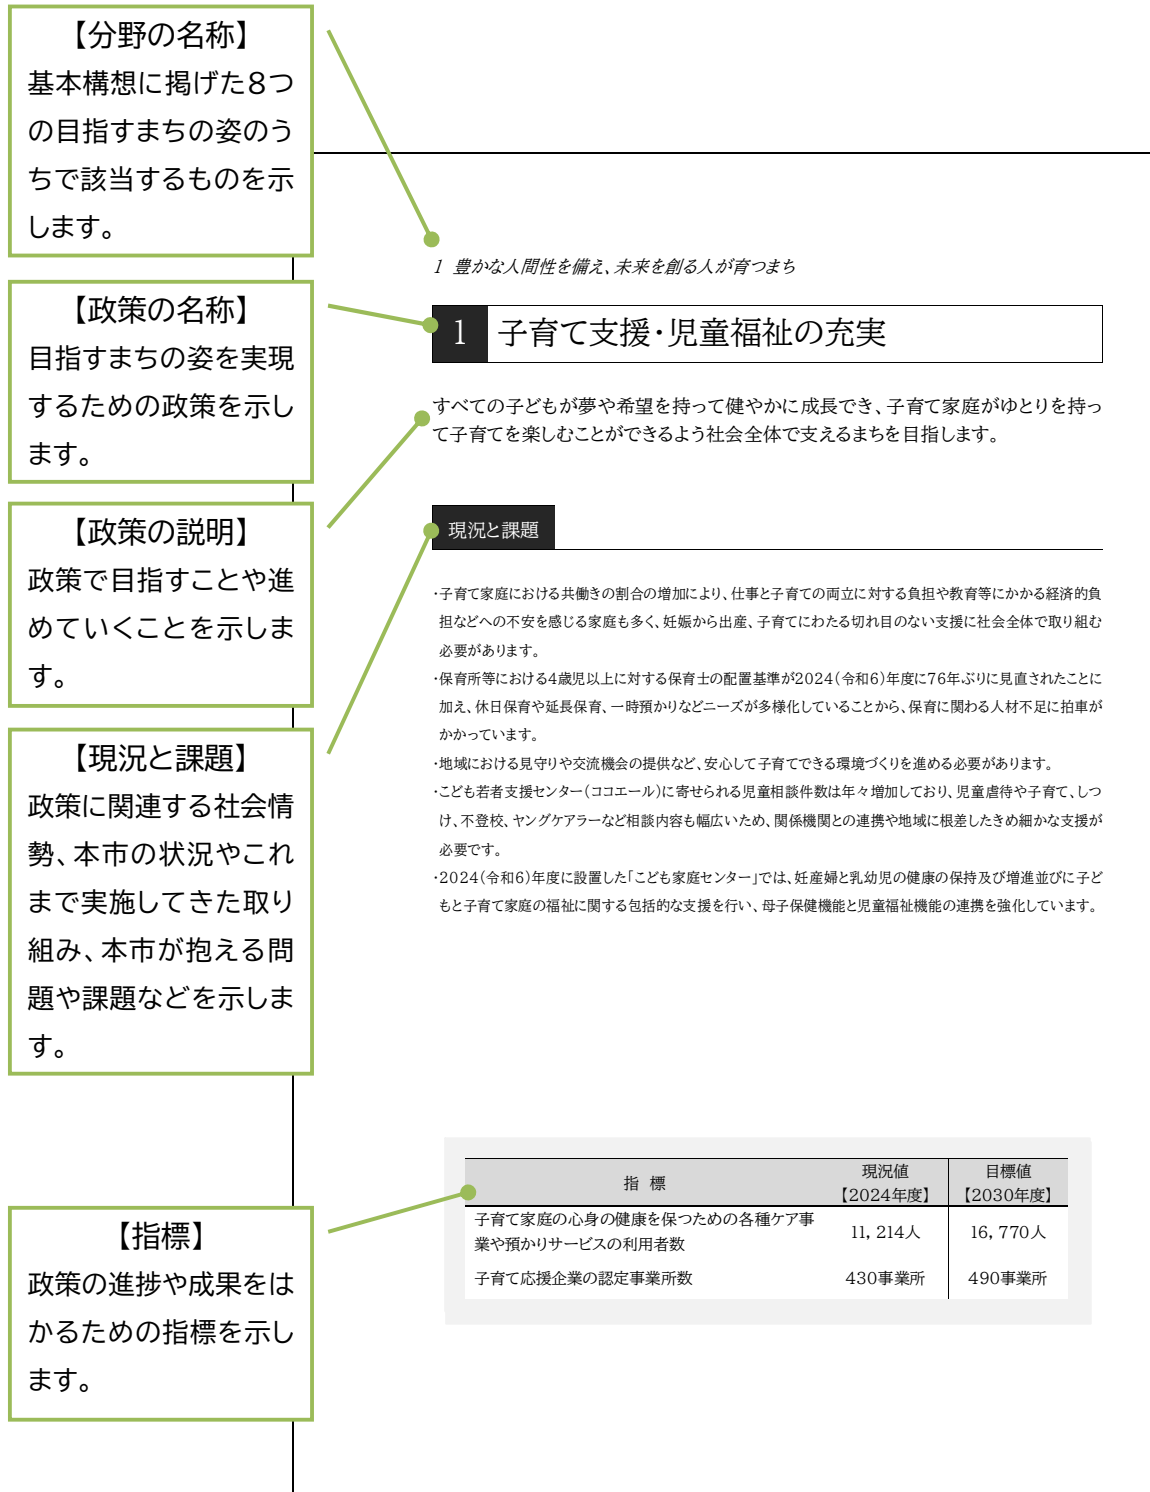 【分野の名称】
基本構想に掲げた8つ
の目指すまちの姿のう
ちで該当するものを示
します。
【政策の名称】
目指すまちの姿を実現
するための政策を示し
ます。
【政策の説明】
政策で目指すことや進
めていくことを示しま
す。
【現況と課題】
政策に関連する社会情
勢、本市の状況やこれ
まで実施してきた取り
組み、本市が抱える問
題や課題などを示しま
す。
【指標】
政策の進捗や成果をは
かるための指標を示し
ます。
1 豊かな人間性を備え、未来を創る人が育つまち
1 子育て支援・児童福祉の充実
すべての子どもが夢や希望を持って健やかに成長でき、子育て家庭がゆとりを持っ
て子育てを楽しむことができるよう社会全体で支えるまちを目指します。
現況と課題
・子育て家庭における共働きの割合の増加により、仕事と子育ての両立に対する負担や教育等にかかる経済的負
担などへの不安を感じる家庭も多く、妊娠から出産、子育てにわたる切れ目のない支援に社会全体で取り組む
必要があります。
・保育所等における4歳児以上に対する保育士の配置基準が2024(令和6)年度に76年ぶりに見直されたことに
加え、休日保育や延長保育、一時預かりなどニーズが多様化していることから、保育に関わる人材不足に拍車が
かかっています。
・地域における見守りや交流機会の提供など、安心して子育てできる環境づくりを進める必要があります。
・こども若者支援センター(ココエール)に寄せられる児童相談件数は年々増加しており、児童虐待や子育て、しつ
け、不登校、ヤングケアラーなど相談内容も幅広いため、関係機関との連携や地域に根差したきめ細かな支援が
必要です。
・2024(令和6)年度に設置した「こども家庭センター」では、妊産婦と乳幼児の健康の保持及び増進並びに子ど
もと子育て家庭の福祉に関する包括的な支援を行い、母子保健機能と児童福祉機能の連携を強化しています。
指 標 現況値 目標値
【2024年度】 【2030年度】
子育て家庭の心身の健康を保つための各種ケア事
業や預かりサービスの利用者数 11,214人 16,770人
子育て応援企業の認定事業所数 430事業所 490事業所